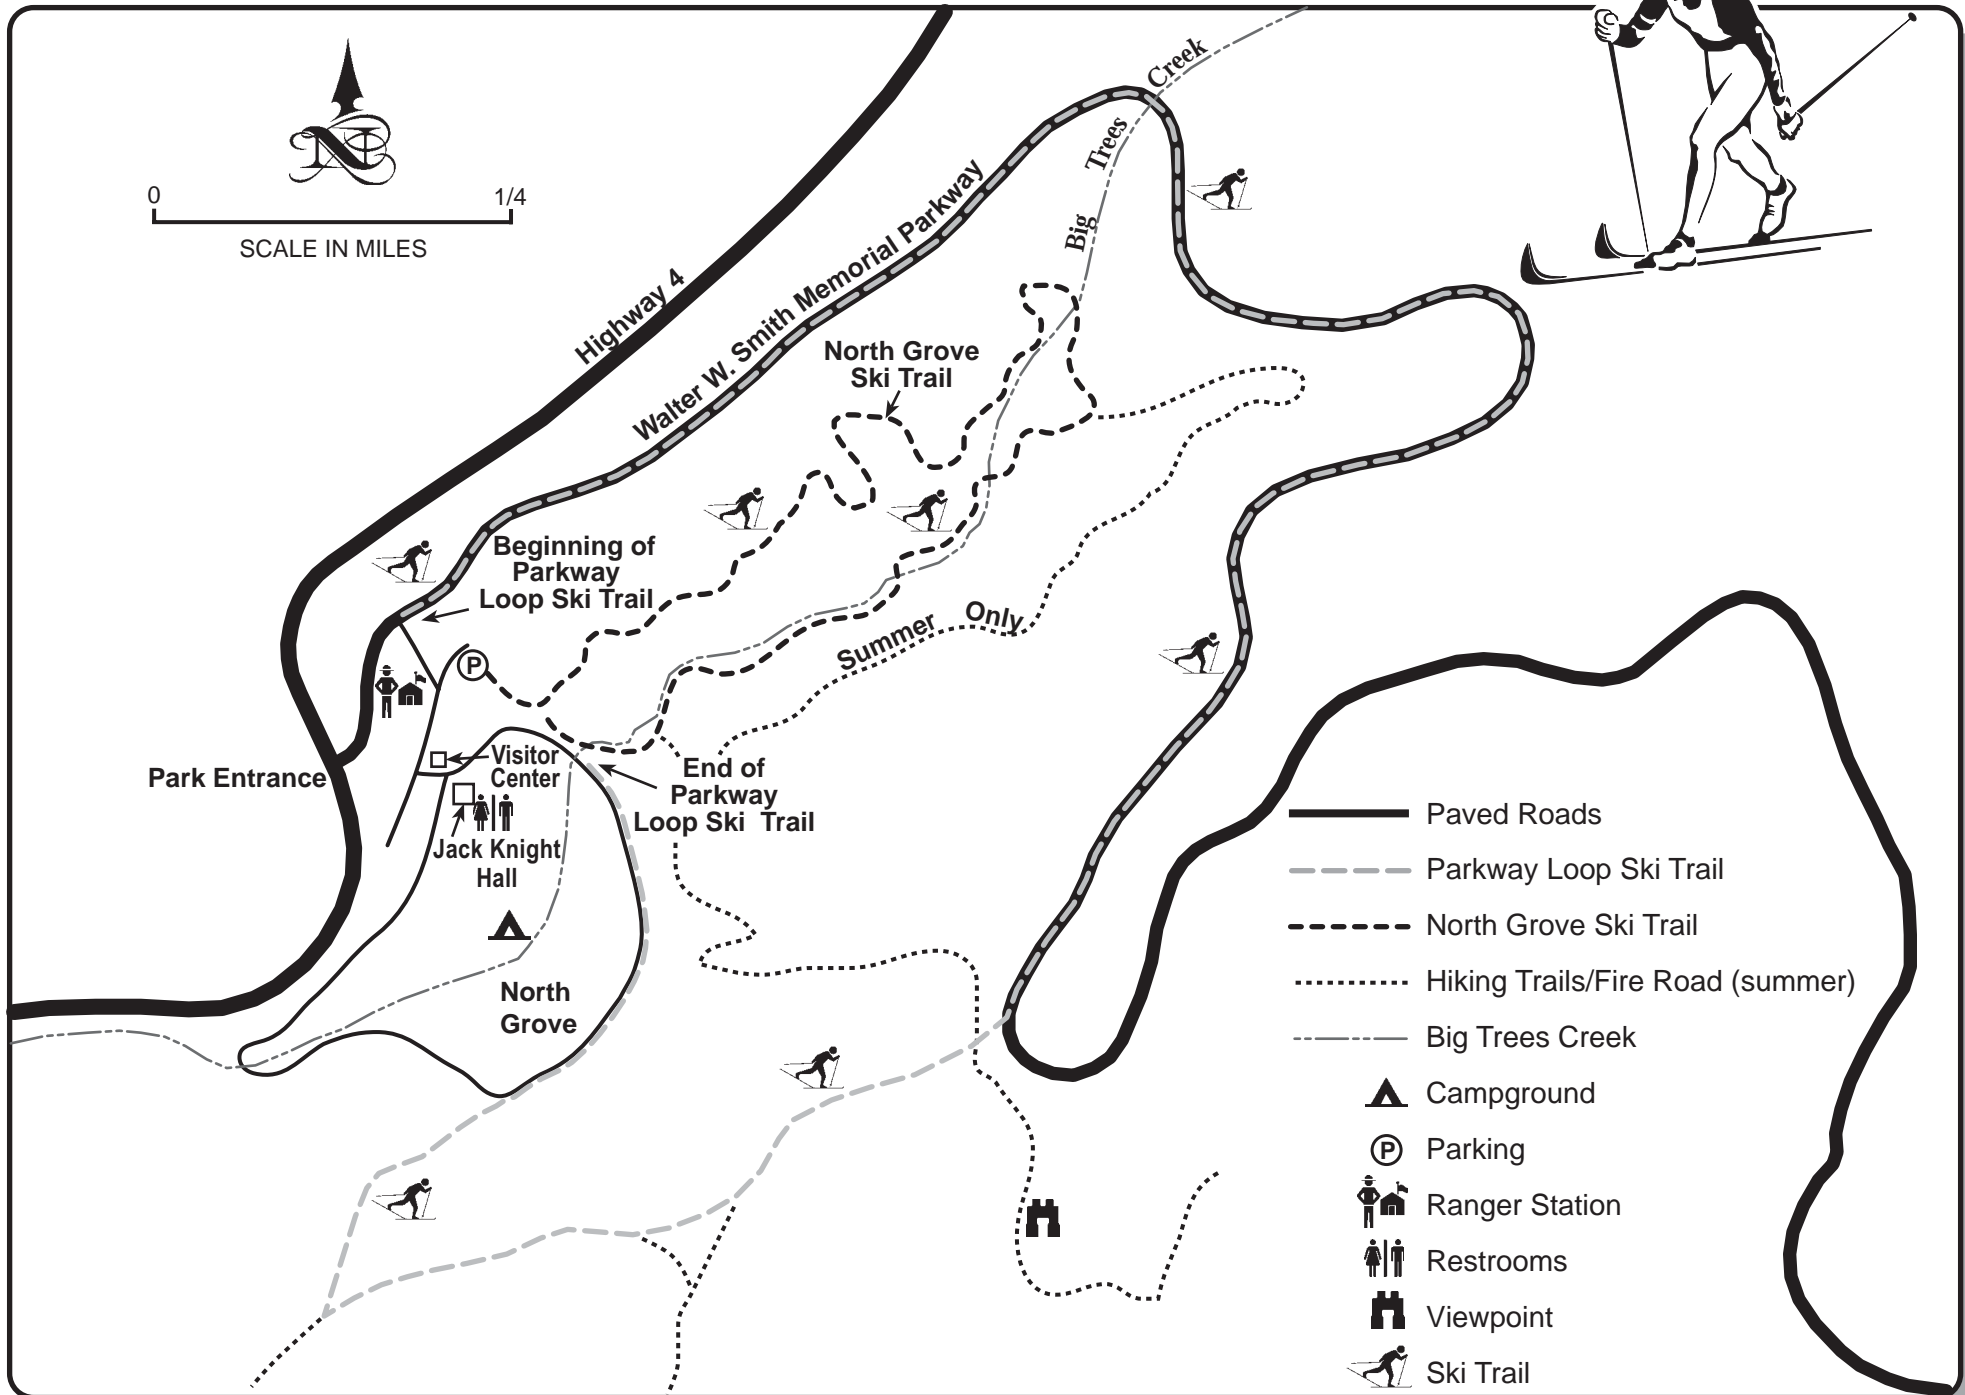 N
0 1/4
SCALE IN MILES
Highway 4
Walter W. Smith Memorial Parkway
Big Trees Creek
North Grove
Ski Trail
Beginning of
Parkway
Loop Ski Trail
P
Summer Only
Visitor
Center
Park Entrance
End of
Parkway
Loop Ski Trail
Jack Knight
Hall
North
Grove
Paved Roads
Parkway Loop Ski Trail
North Grove Ski Trail
Hiking Trails/Fire Road (summer)
Big Trees Creek
Campground
P Parking
Ranger Station
Restrooms
Viewpoint
Ski Trail